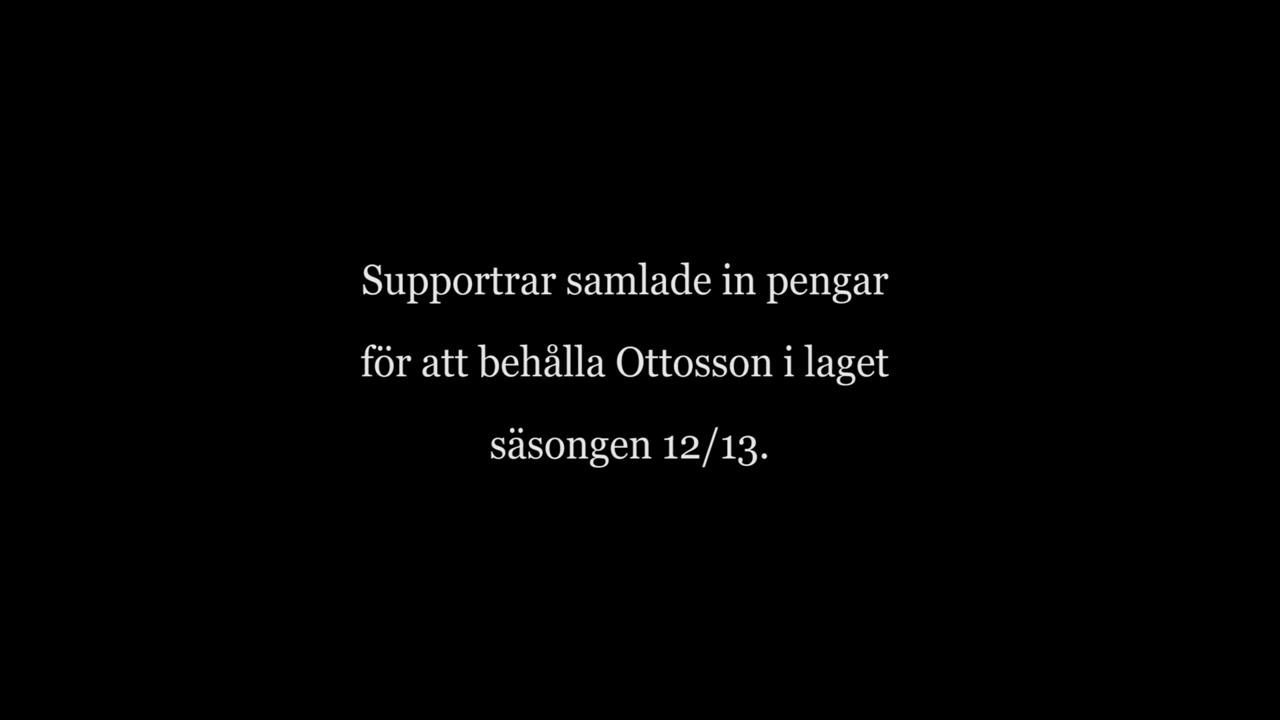 Supportrar samlade in pengar
för att behålla Ottosson i laget
säsongen 12/13.